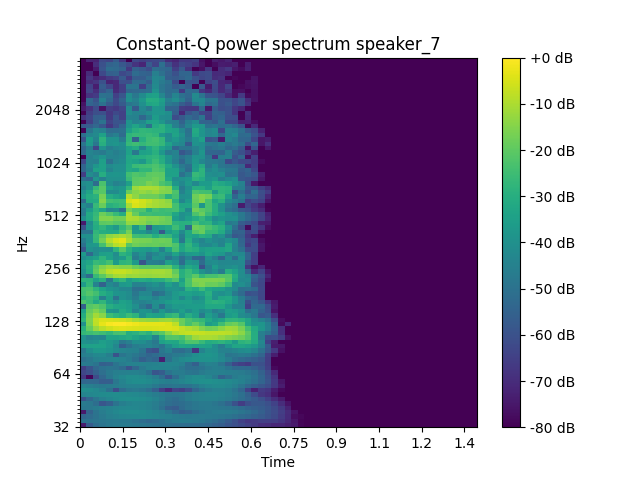 Constant-Q power spectrum speaker_7
Hz
2048
1024
512
256
128
64
32
0 0.15 0.3 0.45 0.6 0.75 0.9 1.1 1.2 1.4
Time
+0 dB
-10 dB
-20 dB
-30 dB
-40 dB
-50 dB
-60 dB
-70 dB
-80 dB